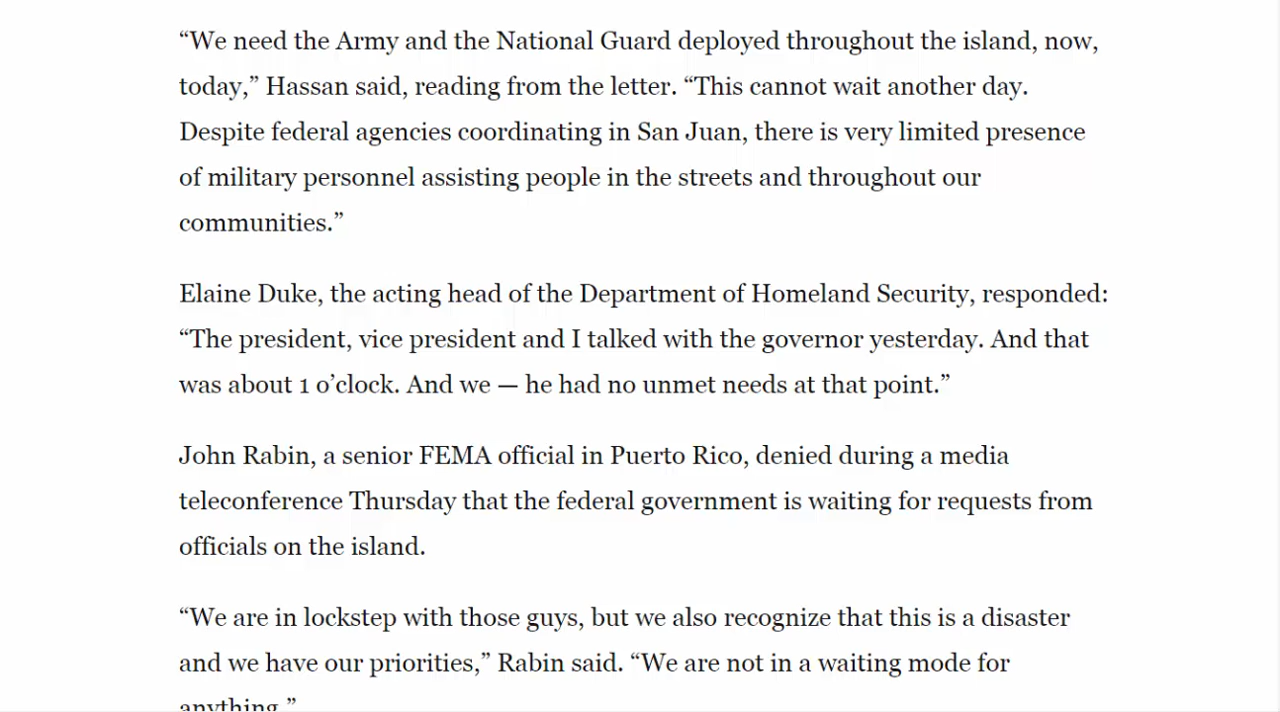 “We need the Army and the National Guard deployed throughout the island, now,
today,” Hassan said, reading from the letter. “This cannot wait another day.
Despite federal agencies coordinating in San Juan, there is very limited presence
of military personnel assisting people in the streets and throughout our
communities.”
Elaine Duke, the acting head of the Department of Homeland Security, responded:
“The president, vice president and I talked with the governor yesterday. And that
was about 1 o’clock. And we — he had no unmet needs at that point.”
John Rabin, a senior FEMA official in Puerto Rico, denied during a media
teleconference Thursday that the federal government is waiting for requests from
officials on the island.
“We are in lockstep with those guys, but we also recognize that this is a disaster
and we have our priorities,” Rabin said. “We are not in a waiting mode for
anything.”